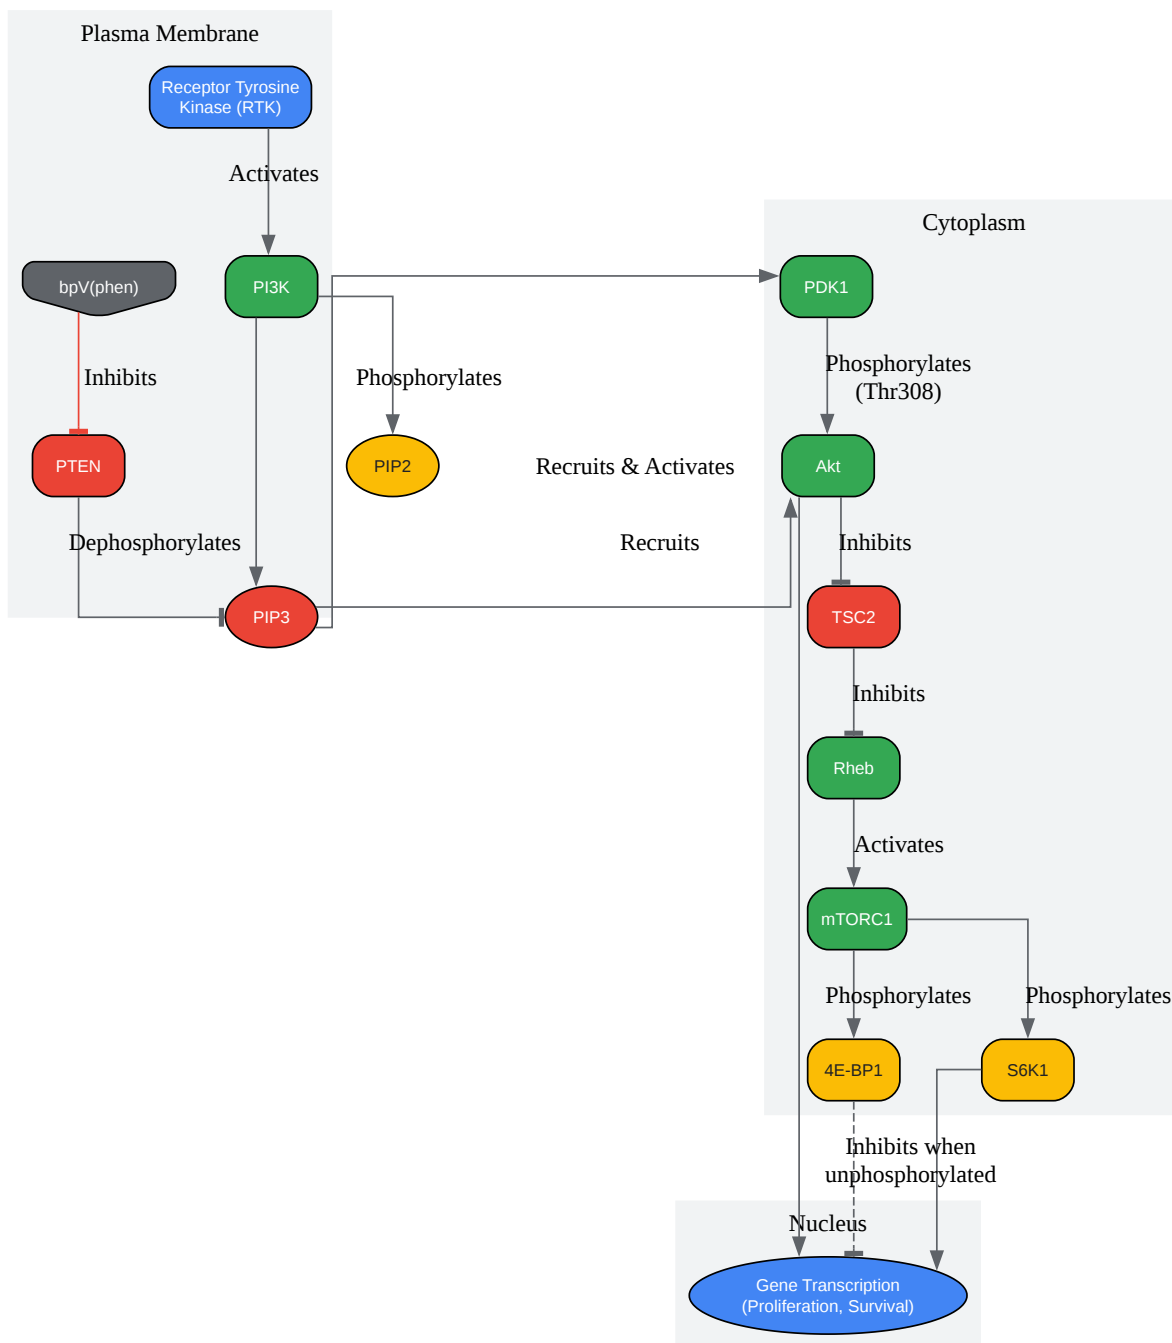 Plasma Membrane
Receptor Tyrosine
Kinase (RTK)
Activates
Cytoplasm
bpV(phen)
PI3K
PDK1
Inhibits
Phosphorylates
Phosphorylates
(Thr308)
PTEN
PIP2
Recruits & Activates
Akt
Dephosphorylates
Recruits
Inhibits
PIP3
TSC2
Inhibits
Rheb
Activates
mTORC1
Phosphorylates
Phosphorylates
4E-BP1
S6K1
Inhibits when
unphosphorylated
Nucleus
Gene Transcription
(Proliferation, Survival)